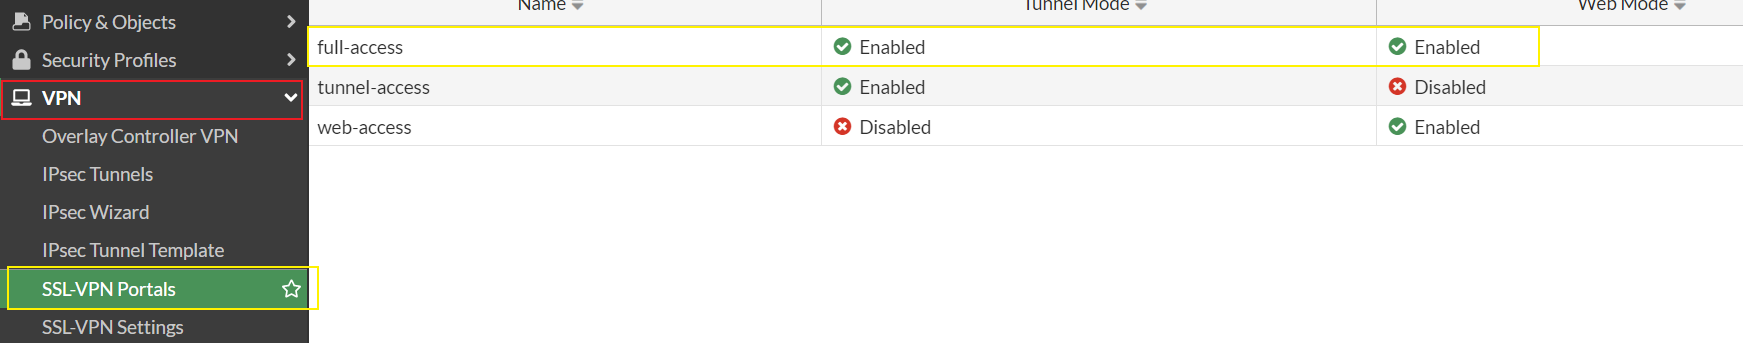 Policy & Objects
Security Profiles
VPN
Overlay Controller VPN
IPsec Tunnels
IPsec Wizard
IPsec Tunnel Template
SSL-VPN Portals
SSL-VPN Settings
Name Tunnel Mode Web Mode
full-access Enabled Enabled
tunnel-access Enabled Disabled
web-access Disabled Enabled